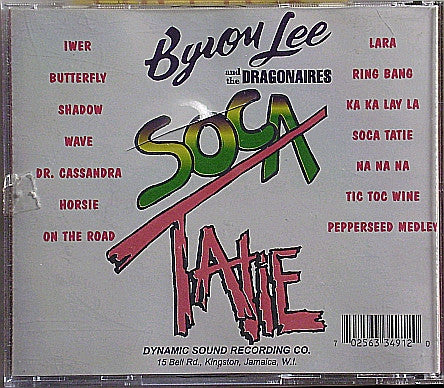 Byron Lee
and the DRAGONAIRES
SOCA
TATIE
IWER
BUTTERFLY
SHADOW
WAVE
DR. CASSANDRA
HORSIE
ON THE ROAD
LARA
RING BANG
KA KA LAY LA
SOCA TATIE
NA NA NA
TIC TOC WINE
PEPPERSEED MEDLEY
DYNAMIC SOUND RECORDING CO.
15 Bell Rd., Kingston, Jamaica, W.I.
7 02563 34912 0